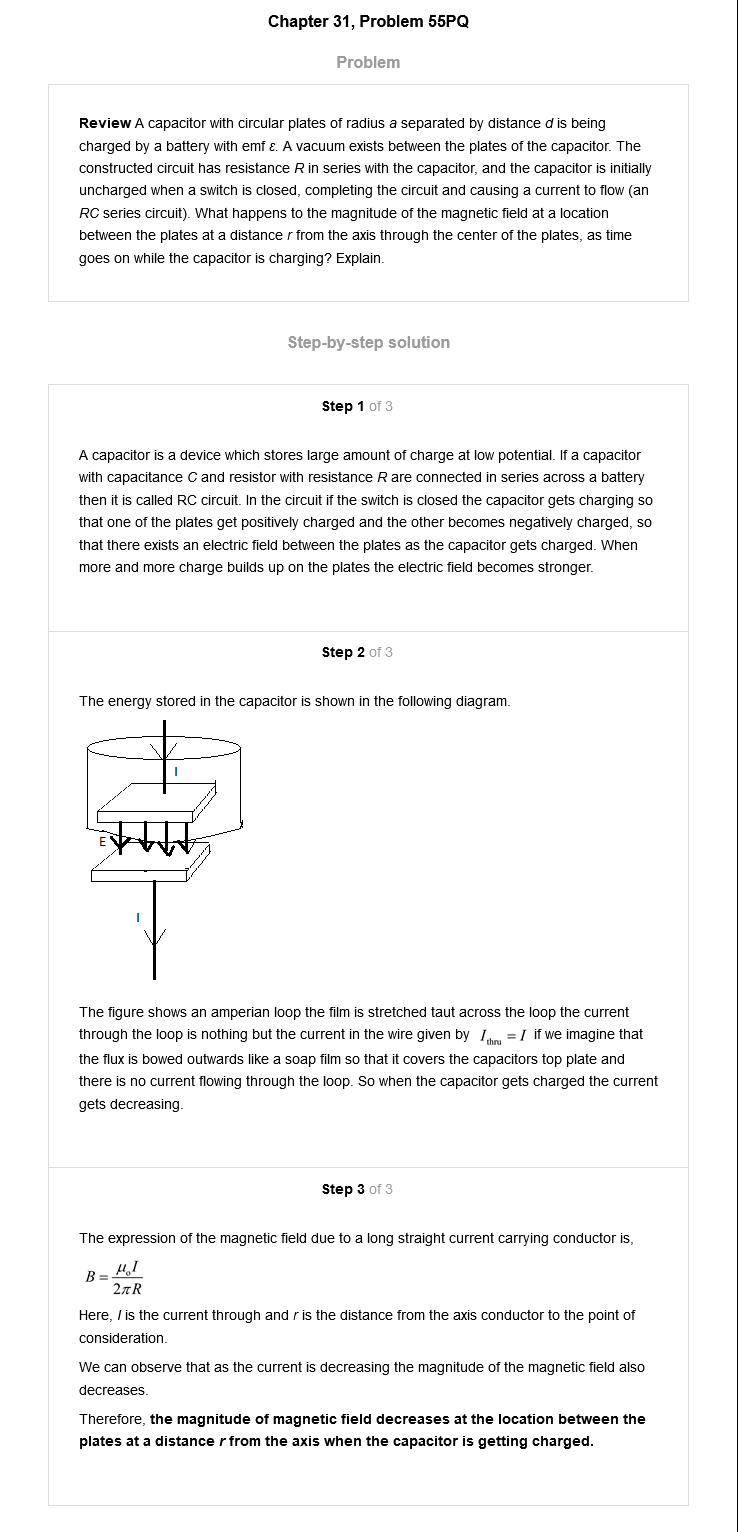 Chapter 31, Problem 55PQ
Problem
Review A capacitor with circular plates of radius a separated by distance d is being
charged by a battery with emf ε. A vacuum exists between the plates of the capacitor. The
constructed circuit has resistance R in series with the capacitor, and the capacitor is initially
uncharged when a switch is closed, completing the circuit and causing a current to flow (an
RC series circuit). What happens to the magnitude of the magnetic field at a location
between the plates at a distance r from the axis through the center of the plates, as time
goes on while the capacitor is charging? Explain.
Step-by-step solution
Step 1 of 3
A capacitor is a device which stores large amount of charge at low potential. If a capacitor
with capacitance C and resistor with resistance R are connected in series across a battery
then it is called RC circuit. In the circuit if the switch is closed the capacitor gets charging so
that one of the plates get positively charged and the other becomes negatively charged, so
that there exists an electric field between the plates as the capacitor gets charged. When
more and more charge builds up on the plates the electric field becomes stronger.
Step 2 of 3
The energy stored in the capacitor is shown in the following diagram.
I
E
I
The figure shows an amperian loop the film is stretched taut across the loop the current
through the loop is nothing but the current in the wire given by I_thru = I if we imagine that
the flux is bowed outwards like a soap film so that it covers the capacitors top plate and
there is no current flowing through the loop. So when the capacitor gets charged the current
gets decreasing.
Step 3 of 3
The expression of the magnetic field due to a long straight current carrying conductor is,
B = μ₀I / 2πR
Here, I is the current through and r is the distance from the axis conductor to the point of
consideration.
We can observe that as the current is decreasing the magnitude of the magnetic field also
decreases.
Therefore, the magnitude of magnetic field decreases at the location between the
plates at a distance r from the axis when the capacitor is getting charged.